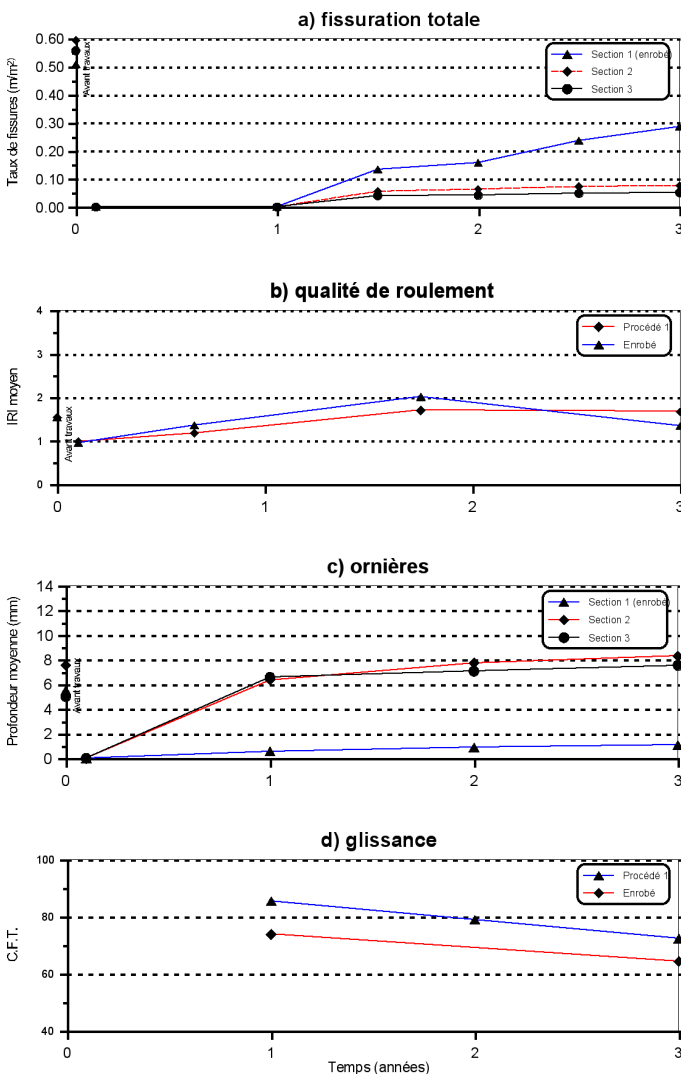 a) fissuration totale
Taux de fissures (m/m²)
0.60
0.50
0.40
0.30
0.20
0.10
0.00
Avant travaux
Section 1 (enrobé)
Section 2
Section 3
0
1
2
3
b) qualité de roulement
IRI moyen
4
3
2
1
0
Avant travaux
Procédé 1
Enrobé
0
1
2
3
c) ornières
Profondeur moyenne (mm)
14
12
10
8
6
4
2
0
Avant travaux
Section 1 (enrobé)
Section 2
Section 3
0
1
2
3
d) glissance
C.F.T.
100
80
60
40
Procédé 1
Enrobé
0
1
2
3
Temps (années)